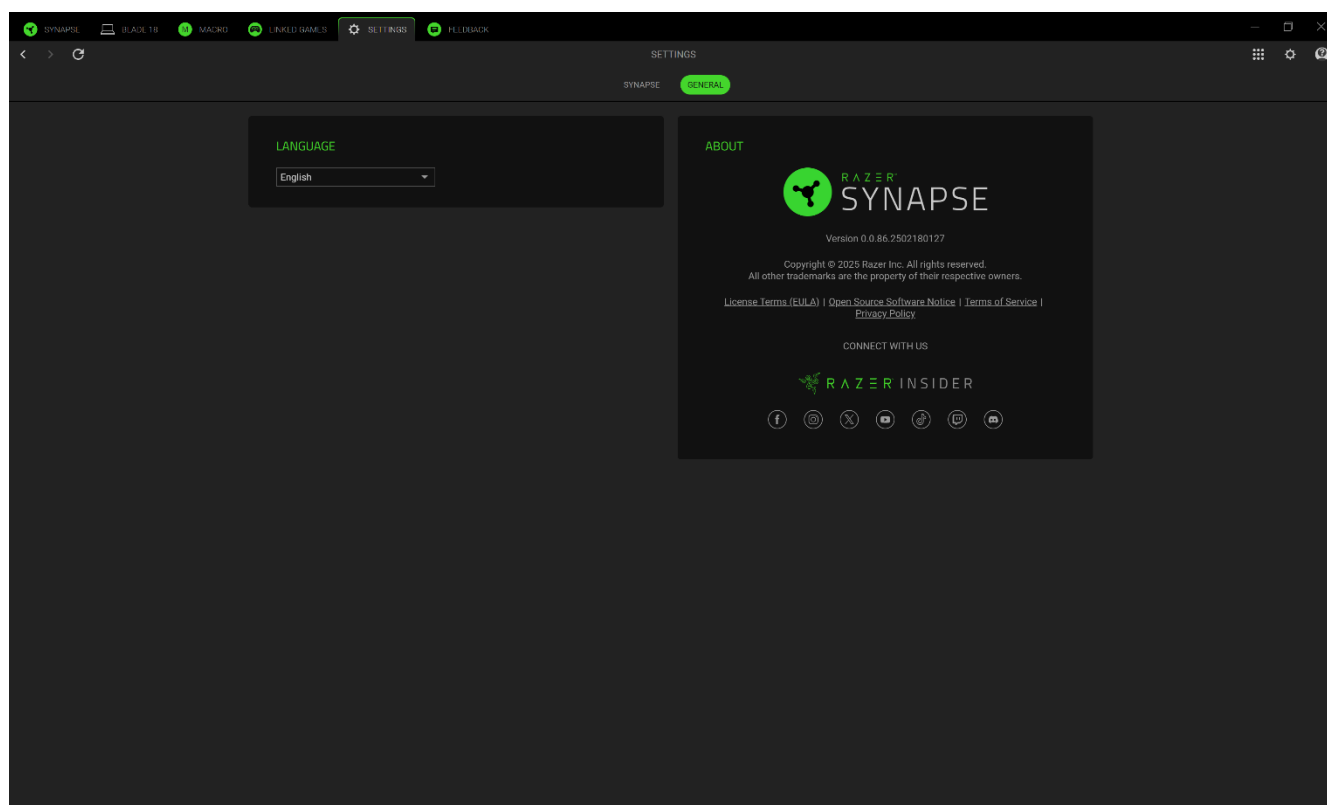 SYNAPSE BLADE 18 MACRO LINKED GAMES SETTINGS FEEDBACK
SETTINGS
SYNAPSE GENERAL
LANGUAGE
English
ABOUT
RAZER
SYNAPSE
Version 0.0.86.2502180127
Copyright © 2025 Razer Inc. All rights reserved.
All other trademarks are the property of their respective owners.
License Terms (EULA) | Open Source Software Notice | Terms of Service |
Privacy Policy
CONNECT WITH US
RAZER INSIDER